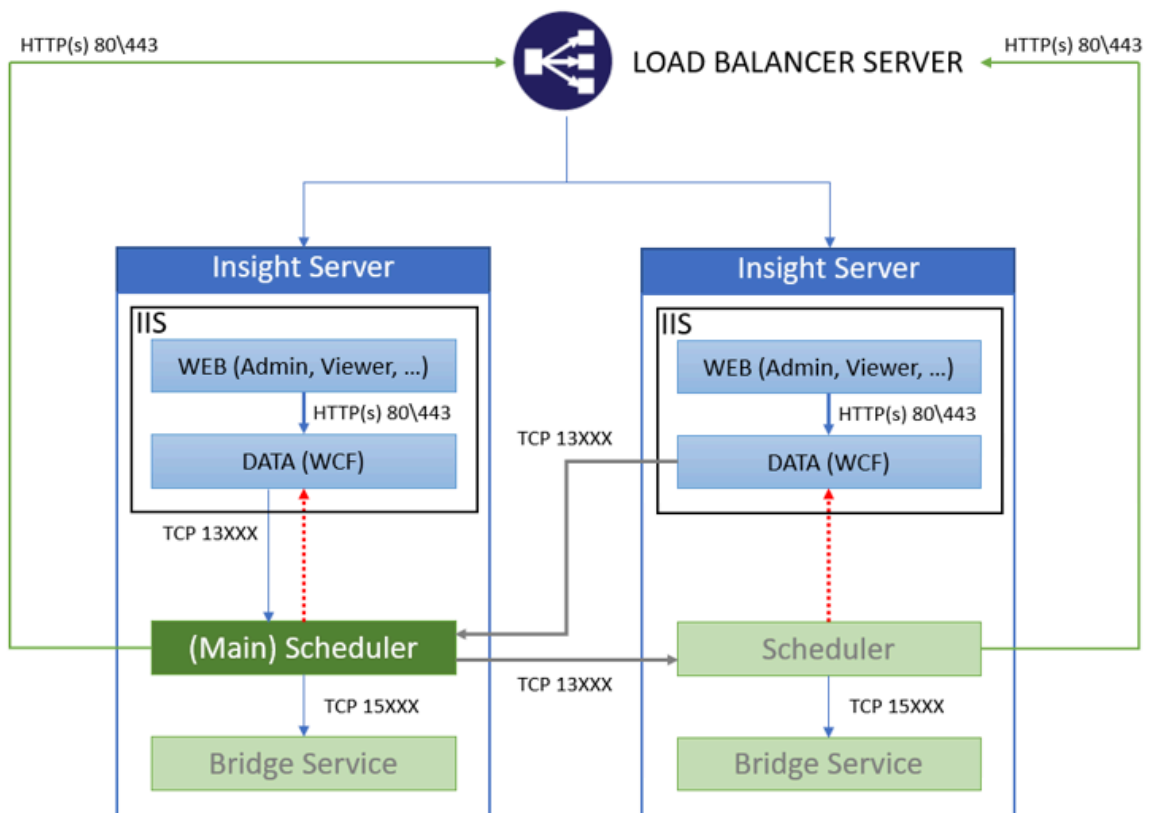 HTTP(s) 80\443
LOAD BALANCER SERVER
HTTP(s) 80\443
Insight Server
IIS
WEB (Admin, Viewer, ...)
HTTP(s) 80\443
DATA (WCF)
TCP 13XXX
(Main) Scheduler
TCP 15XXX
Bridge Service
TCP 13XXX
TCP 13XXX
Insight Server
IIS
WEB (Admin, Viewer, ...)
HTTP(s) 80\443
DATA (WCF)
Scheduler
TCP 15XXX
Bridge Service